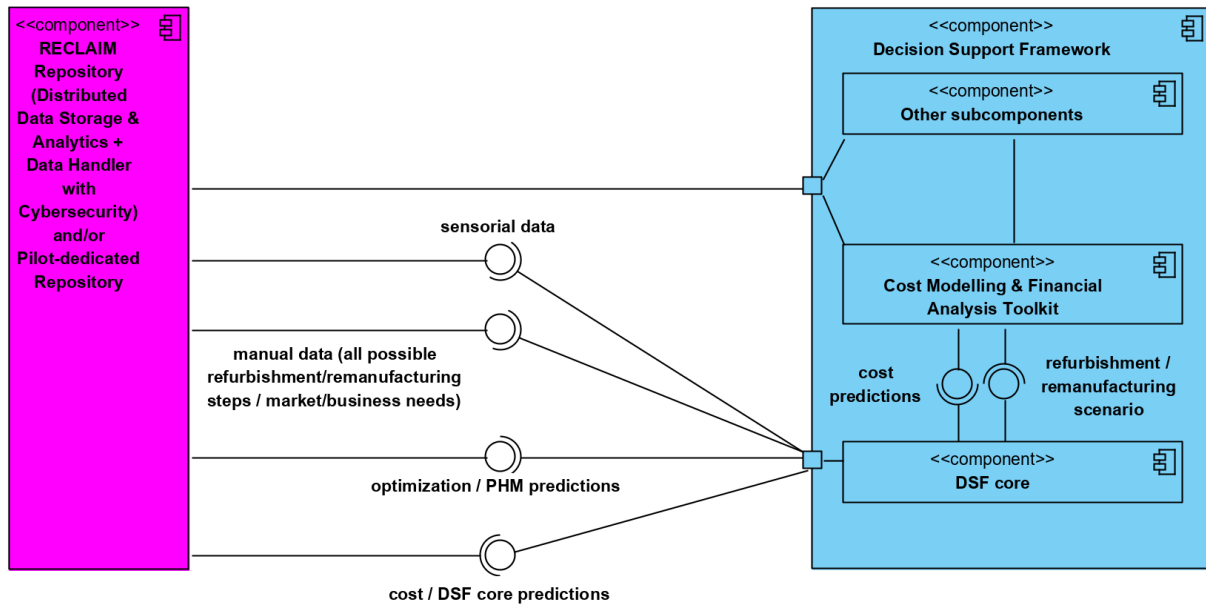 <<component>>
RECLAIM
Repository
(Distributed
Data Storage &
Analytics +
Data Handler
with
Cybersecurity)
and/or
Pilot-dedicated
Repository
sensorial data
manual data (all possible
refurbishment/remanufacturing
steps / market/business needs)
optimization / PHM predictions
cost / DSF core predictions
<<component>>
Decision Support Framework
<<component>>
Other subcomponents
<<component>>
Cost Modelling & Financial
Analysis Toolkit
cost
predictions
refurbishment /
remanufacturing
scenario
<<component>>
DSF core